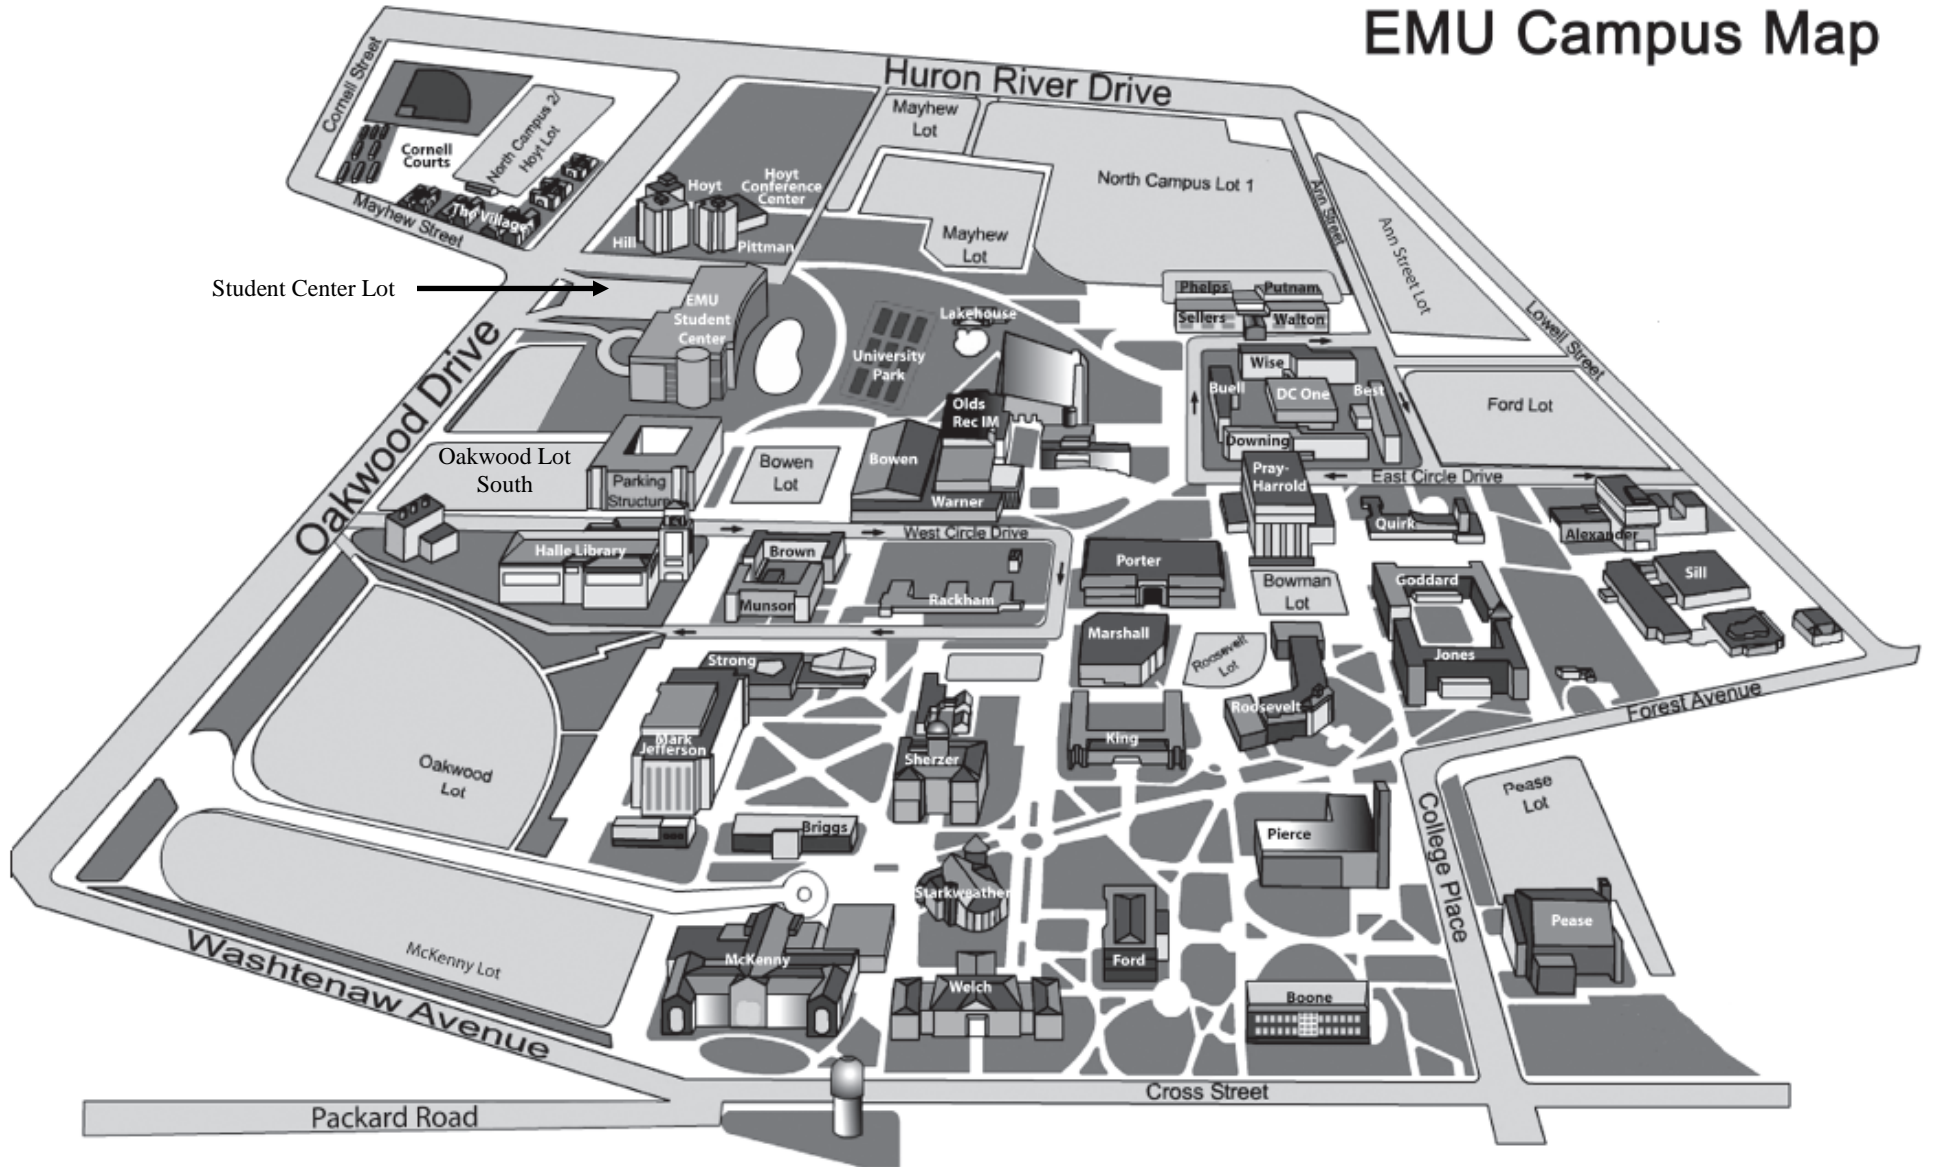 EMU Campus Map
Huron River Drive
Cornell Street
North Campus 2/
Hoyt Lot
Cornell
Courts
The Village
Mayhew Street
Mayhew
Lot
Hoyt
Hoyt
Conference
Center
Hill
Pittman
North Campus Lot 1
Mayhew
Lot
Ann Street
Ann Street Lot
Lowell Street
Student Center Lot
EMU
Student
Center
Lakehouse
University
Park
Phelps
Putnam
Sellers
Walton
Wise
Buell
DC One
Best
Downing
Ford Lot
Oakwood Drive
Olds
Rec IM
Oakwood Lot
South
Parking
Structure
Bowen
Lot
Bowen
Warner
Pray-
Harrold
East Circle Drive
West Circle Drive
Quirk
Alexander
Halle Library
Brown
Munson
Rackham
Porter
Bowman
Lot
Goddard
Sill
Marshall
Roosevelt
Lot
Jones
Strong
Roosevelt
Forest Avenue
Mark
Jefferson
King
Sherzer
Oakwood
Lot
Pease
Lot
Briggs
Pierce
College Place
Starkweather
Pease
McKenny Lot
McKenny
Ford
Welch
Boone
Washtenaw Avenue
Cross Street
Packard Road